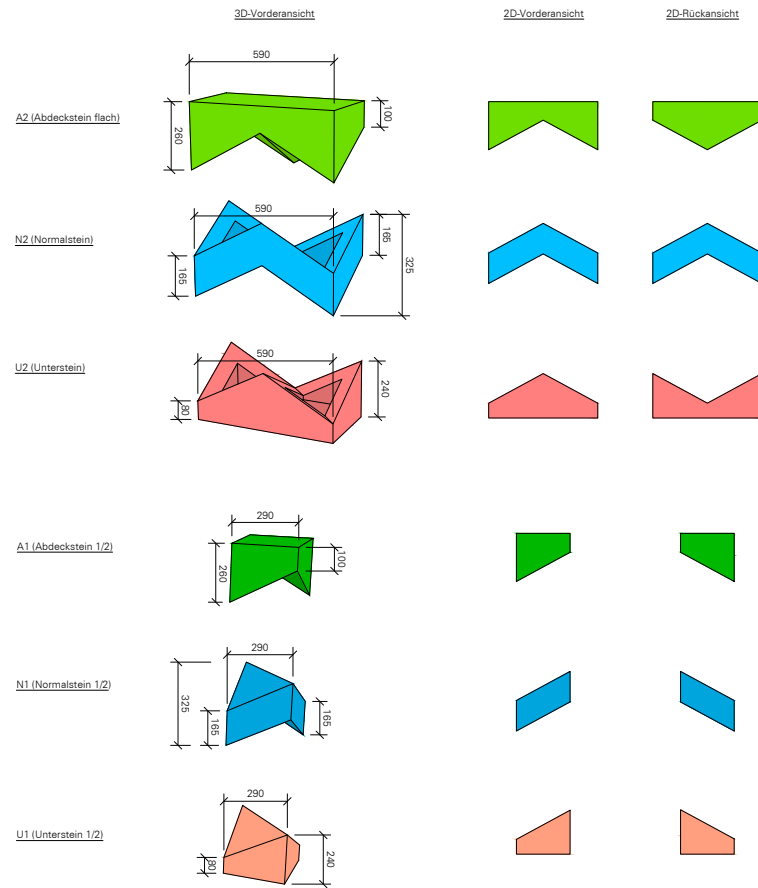 3D-Vorderansicht 2D-Vorderansicht 2D-Rückansicht
590
A2 (Abdeckstein flach)
260
100
590
N2 (Normalstein)
165
165
325
590
U2 (Unterstein)
80
240
290
A1 (Abdeckstein 1/2)
260
100
290
N1 (Normalstein 1/2)
325
165
165
290
U1 (Unterstein 1/2)
80
240